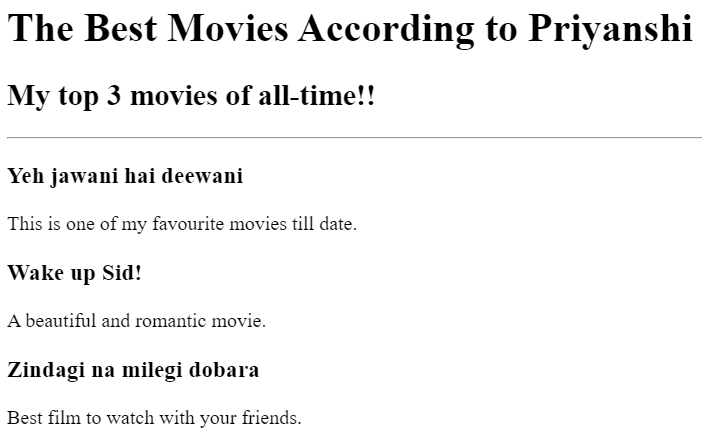 The Best Movies According to Priyanshi
My top 3 movies of all-time!!
Yeh jawani hai deewani
This is one of my favourite movies till date.
Wake up Sid!
A beautiful and romantic movie.
Zindagi na milegi dobara
Best film to watch with your friends.